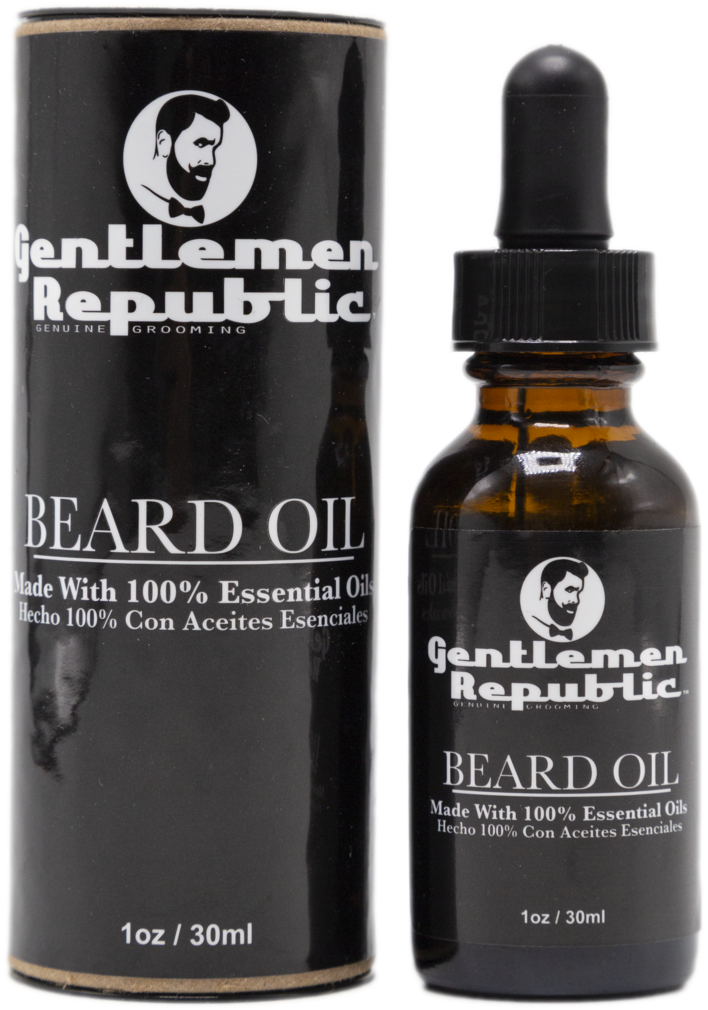 Gentlemen
Republic
GENUINE GROOMING
BEARD OIL
Made With 100% Essential Oils
Hecho 100% Con Aceites Esenciales
1oz / 30ml
Gentlemen
Republic™
GENUINE GROOMING
BEARD OIL
Made With 100% Essential Oils
Hecho 100% Con Aceites Esenciales
1oz / 30ml